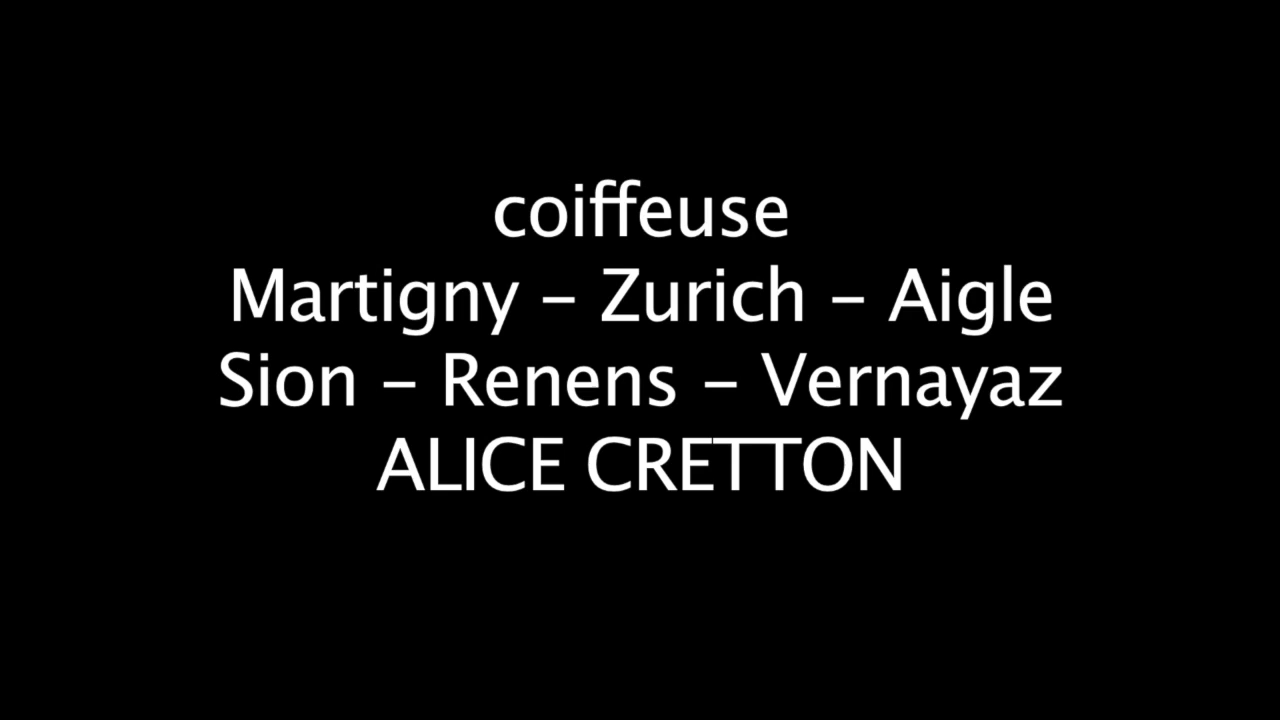 coiffeuse
Martigny – Zurich – Aigle
Sion – Renens – Vernayaz
ALICE CRETTON